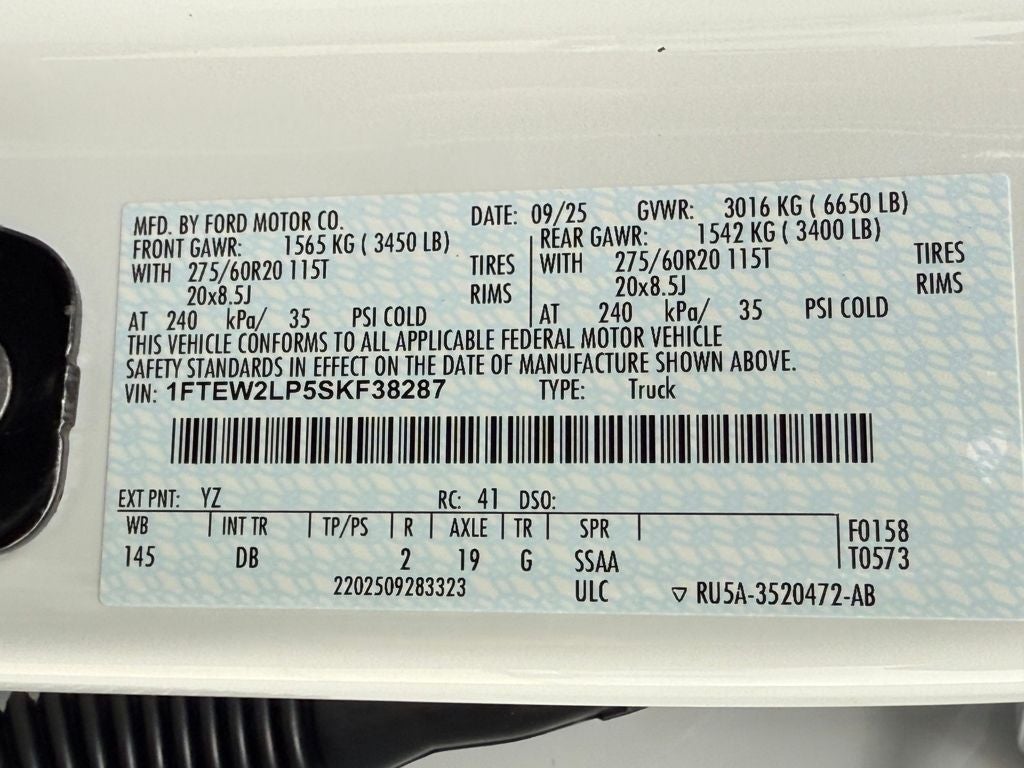 MFD. BY FORD MOTOR CO. DATE: 09/25 GVWR: 3016 KG ( 6650 LB)
FRONT GAWR: 1565 KG ( 3450 LB) REAR GAWR: 1542 KG ( 3400 LB)
WITH 275/60R20 115T TIRES WITH 275/60R20 115T TIRES
20x8.5J RIMS 20x8.5J RIMS
AT 240 kPa/ 35 PSI COLD AT 240 kPa/ 35 PSI COLD
THIS VEHICLE CONFORMS TO ALL APPLICABLE FEDERAL MOTOR VEHICLE
SAFETY STANDARDS IN EFFECT ON THE DATE OF MANUFACTURE SHOWN ABOVE.
VIN: 1FTEW2LP5SKF38287 TYPE: Truck
EXT PNT: YZ RC: 41 DSO:
WB INT TR TP/PS R AXLE TR SPR F0158
145 DB 2 19 G SSAA T0573
2202509283323 ULC ▽ RU5A-3520472-AB